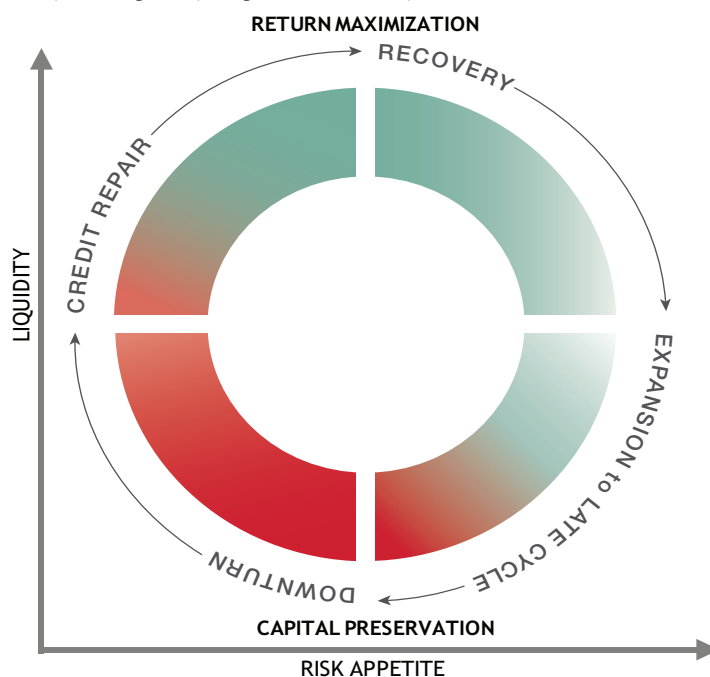 RETURN MAXIMIZATION
RECOVERY
CREDIT REPAIR
LIQUIDITY
EXPANSION to LATE CYCLE
DOWNTURN
CAPITAL PRESERVATION
RISK APPETITE